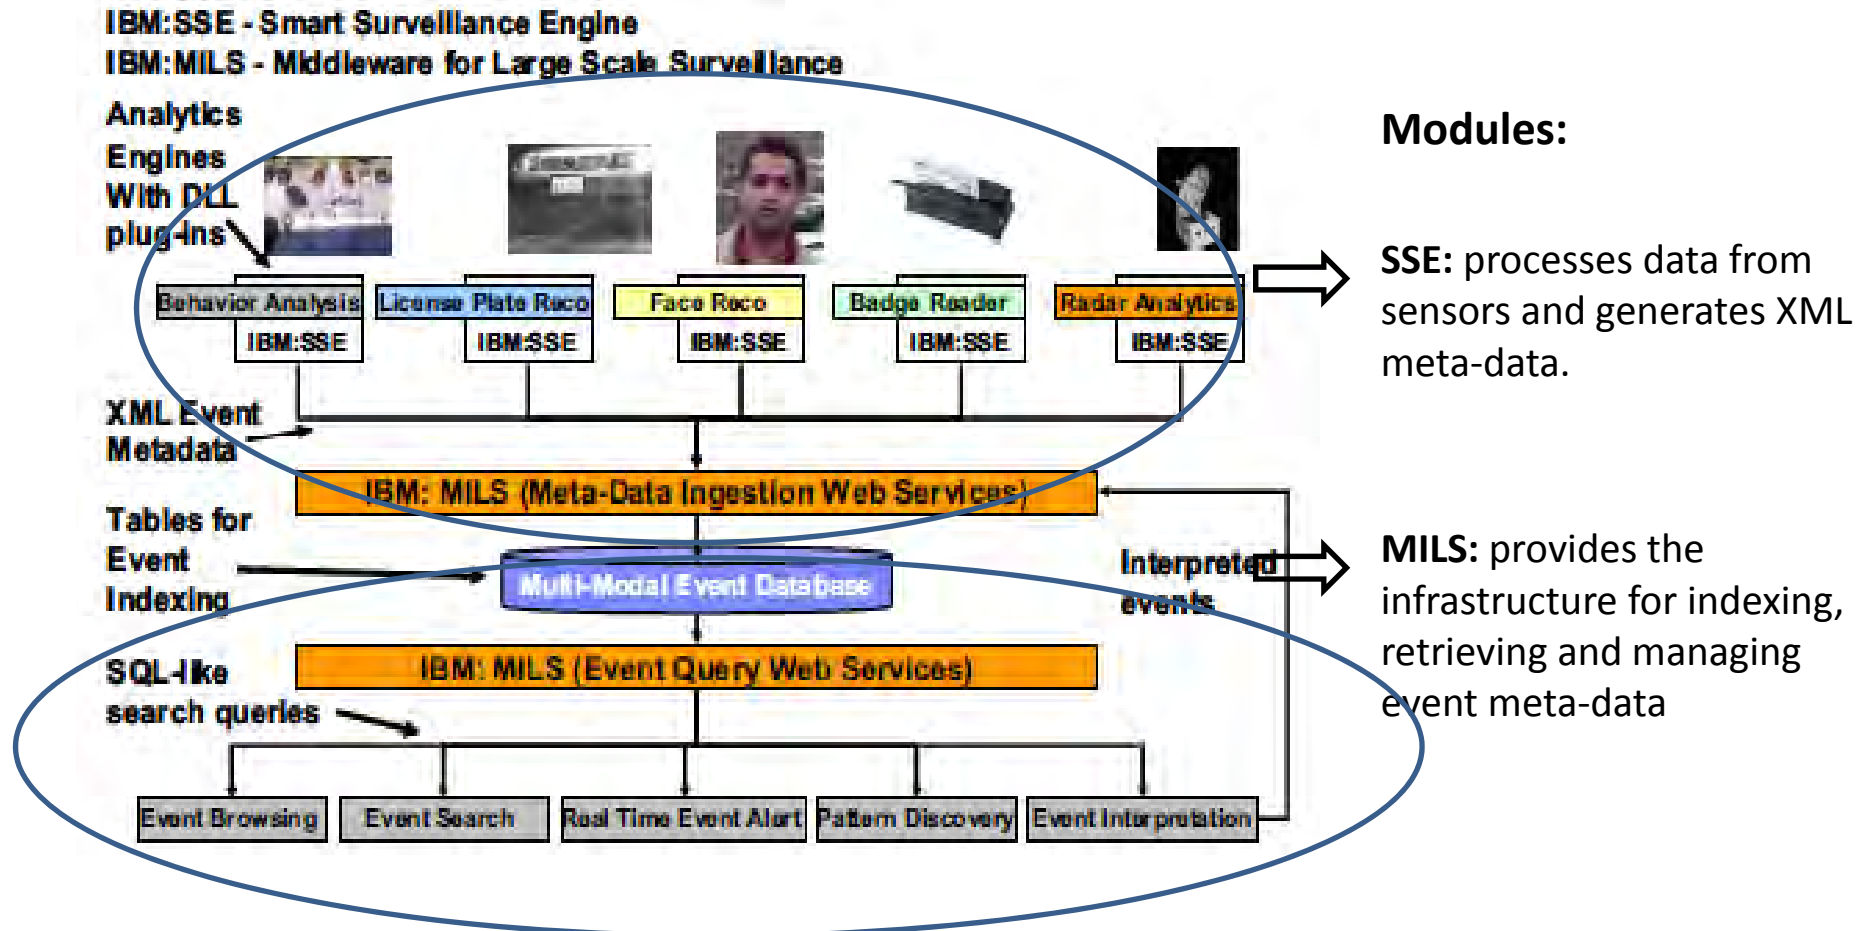 IBM:SSE - Smart Surveillance Engine
IBM:MILS - Middleware for Large Scale Surveillance
Analytics
Engines
With DLL
plug-ins
Behavior Analysis
License Plate Reco
Face Reco
Badge Reader
Radar Analytics
IBM:SSE
IBM:SSE
IBM:SSE
IBM:SSE
IBM:SSE
XML Event
Metadata
IBM: MILS (Meta-Data Ingestion Web Services)
Tables for
Event
Indexing
Multi-Modal Event Database
Interpreted
events
SQL-like
search queries
IBM: MILS (Event Query Web Services)
Event Browsing
Event Search
Real Time Event Alert
Pattern Discovery
Event Interpretation
Modules:
SSE: processes data from
sensors and generates XML
meta-data.
MILS: provides the
infrastructure for indexing,
retrieving and managing
event meta-data